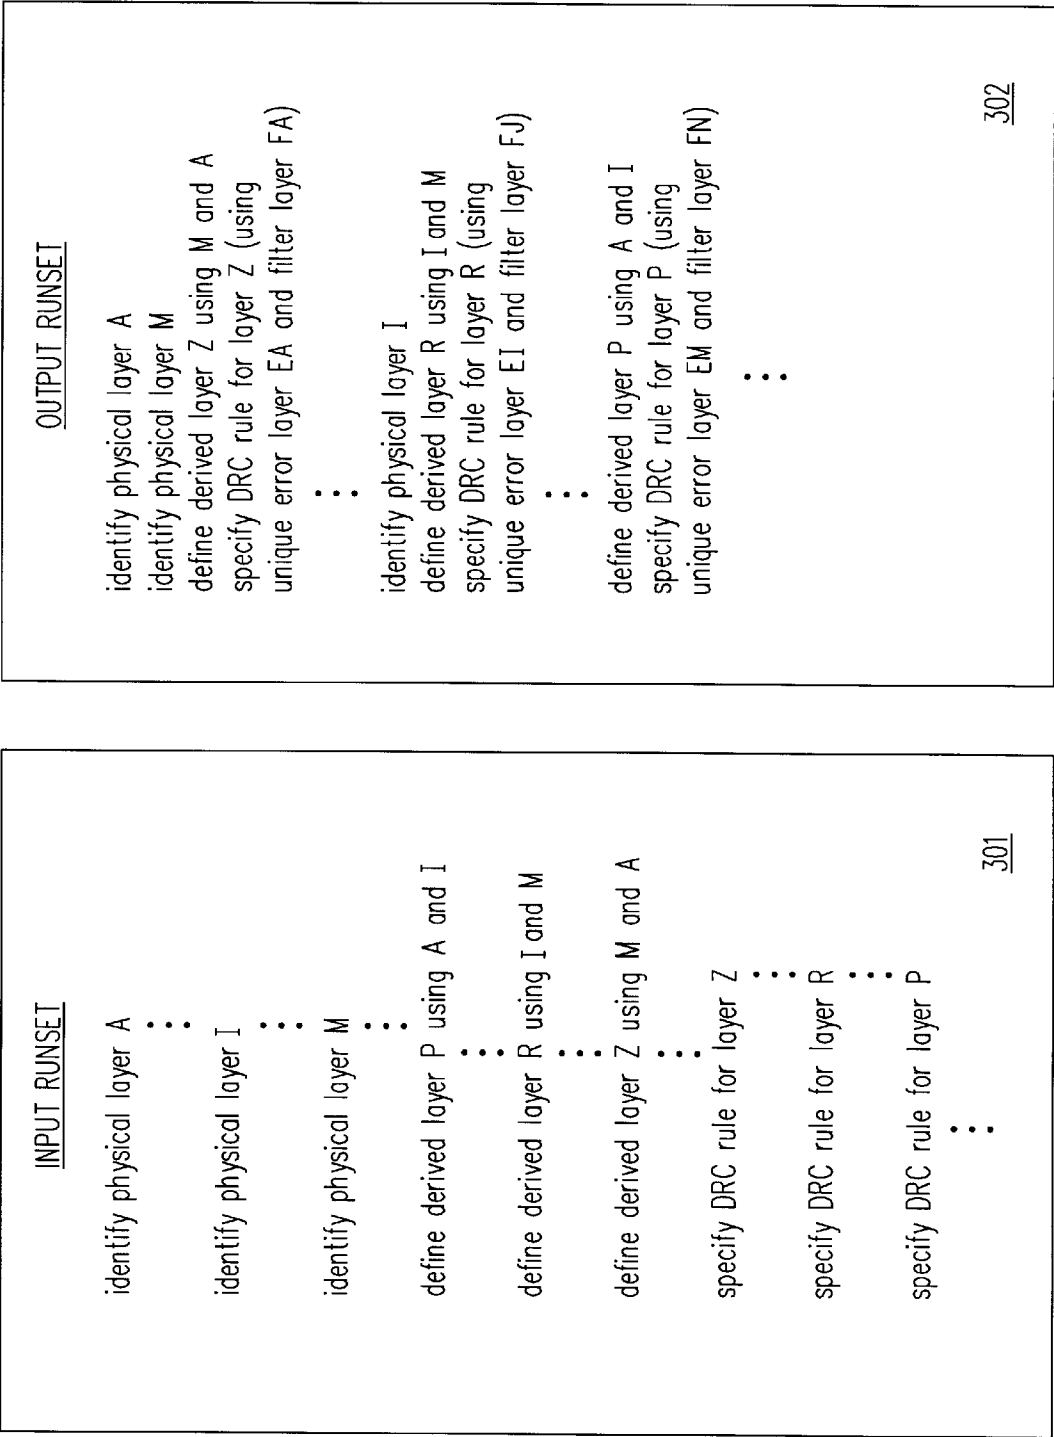 INPUT RUNSET
identify physical layer A
identify physical layer I
identify physical layer M
define derived layer P using A and I
define derived layer R using I and M
define derived layer Z using M and A
specify DRC rule for layer Z
specify DRC rule for layer R
specify DRC rule for layer P
301
OUTPUT RUNSET
identify physical layer A
identify physical layer M
define derived layer Z using M and A
specify DRC rule for layer Z (using
unique error layer EA and filter layer FA)
identify physical layer I
define derived layer R using I and M
specify DRC rule for layer R (using
unique error layer EI and filter layer FJ)
define derived layer P using A and I
specify DRC rule for layer P (using
unique error layer EM and filter layer FN)
302